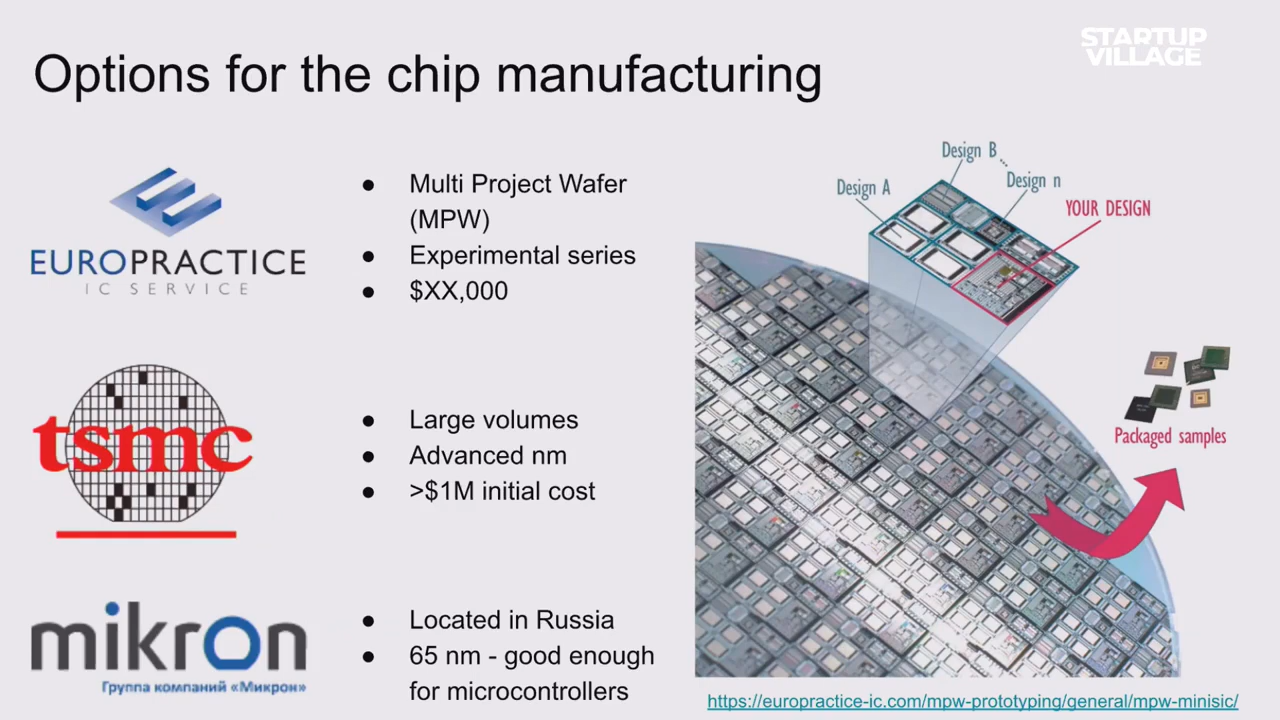 STARTUP
VILLAGE
Options for the chip manufacturing
EUROPRACTICE
IC SERVICE
● Multi Project Wafer
(MPW)
● Experimental series
● $XX,000
tsmc
● Large volumes
● Advanced nm
● >$1M initial cost
mikron
Группа компаний «Микрон»
● Located in Russia
● 65 nm - good enough
for microcontrollers
Design A
Design B
...
Design n
YOUR DESIGN
Packaged samples
https://europractice-ic.com/mpw-prototyping/general/mpw-minisic/